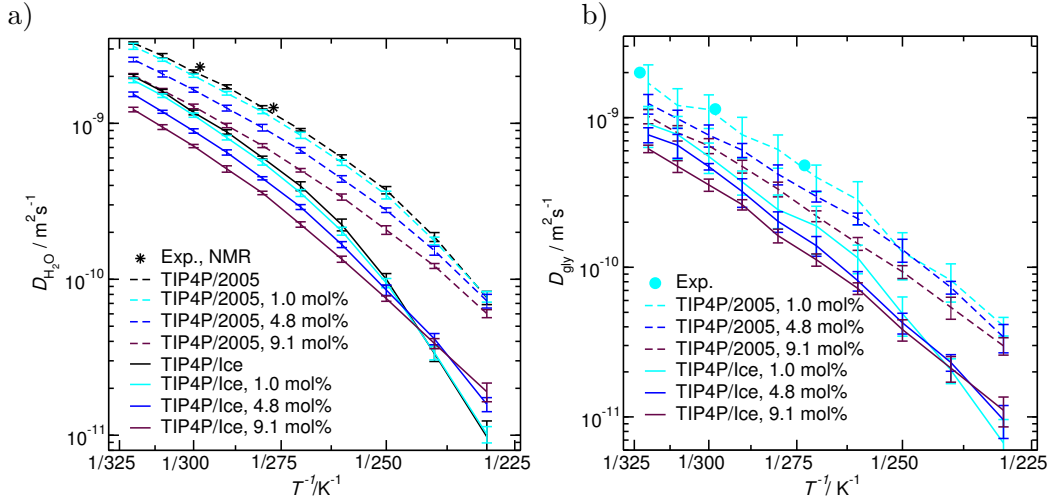 a)
D_H₂O / m²s⁻¹
10⁻⁹
10⁻¹⁰
10⁻¹¹
Exp., NMR
TIP4P/2005
TIP4P/2005, 1.0 mol%
TIP4P/2005, 4.8 mol%
TIP4P/2005, 9.1 mol%
TIP4P/Ice
TIP4P/Ice, 1.0 mol%
TIP4P/Ice, 4.8 mol%
TIP4P/Ice, 9.1 mol%
1/325 1/300 1/275 1/250 1/225
T⁻¹/K⁻¹
b)
D_gly / m²s⁻¹
10⁻⁹
10⁻¹⁰
10⁻¹¹
Exp.
TIP4P/2005, 1.0 mol%
TIP4P/2005, 4.8 mol%
TIP4P/2005, 9.1 mol%
TIP4P/Ice, 1.0 mol%
TIP4P/Ice, 4.8 mol%
TIP4P/Ice, 9.1 mol%
1/325 1/300 1/275 1/250 1/225
T⁻¹/ K⁻¹